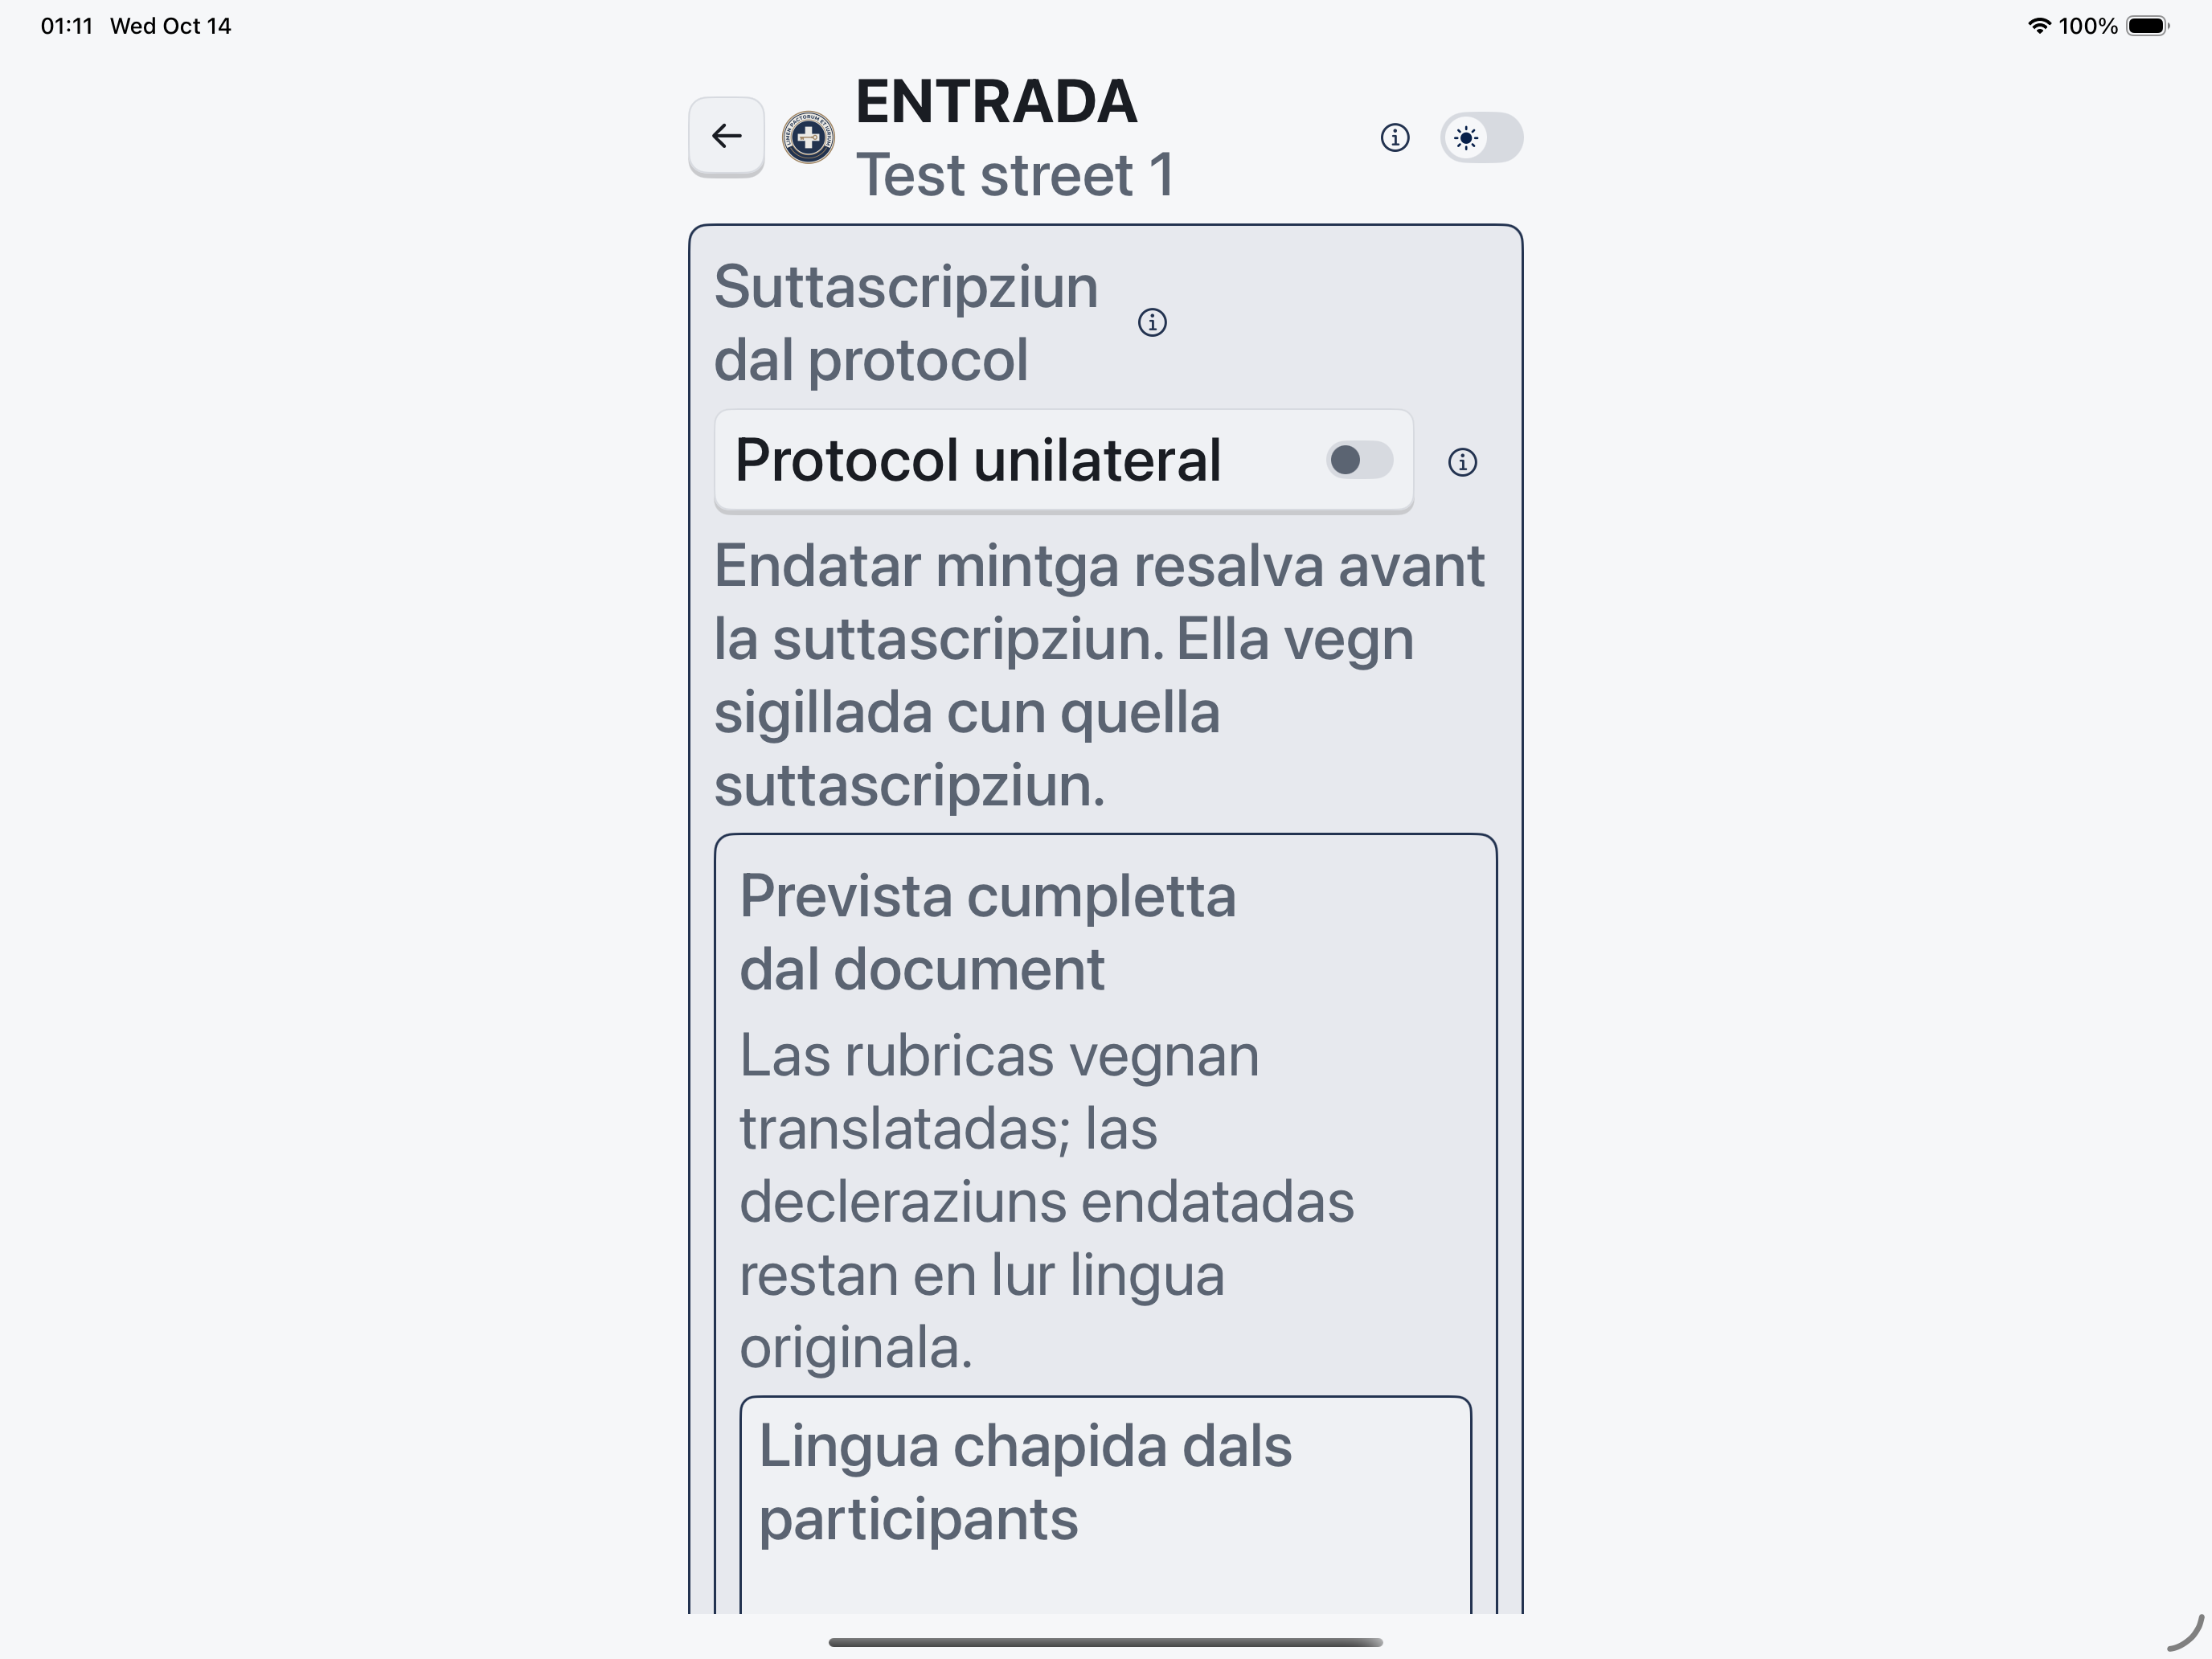 01:11 Wed Oct 14
100%
ENTRADA
Test street 1
Suttascripziun
dal protocol
Protocol unilateral
Endatar mintga resalva avant
la suttascripziun. Ella vegn
sigillada cun quella
suttascripziun.
Prevista cumpletta
dal document
Las rubricas vegnan
translatadas; las
decleraziuns endatadas
restan en lur lingua
originala.
Lingua chapida dals
participants